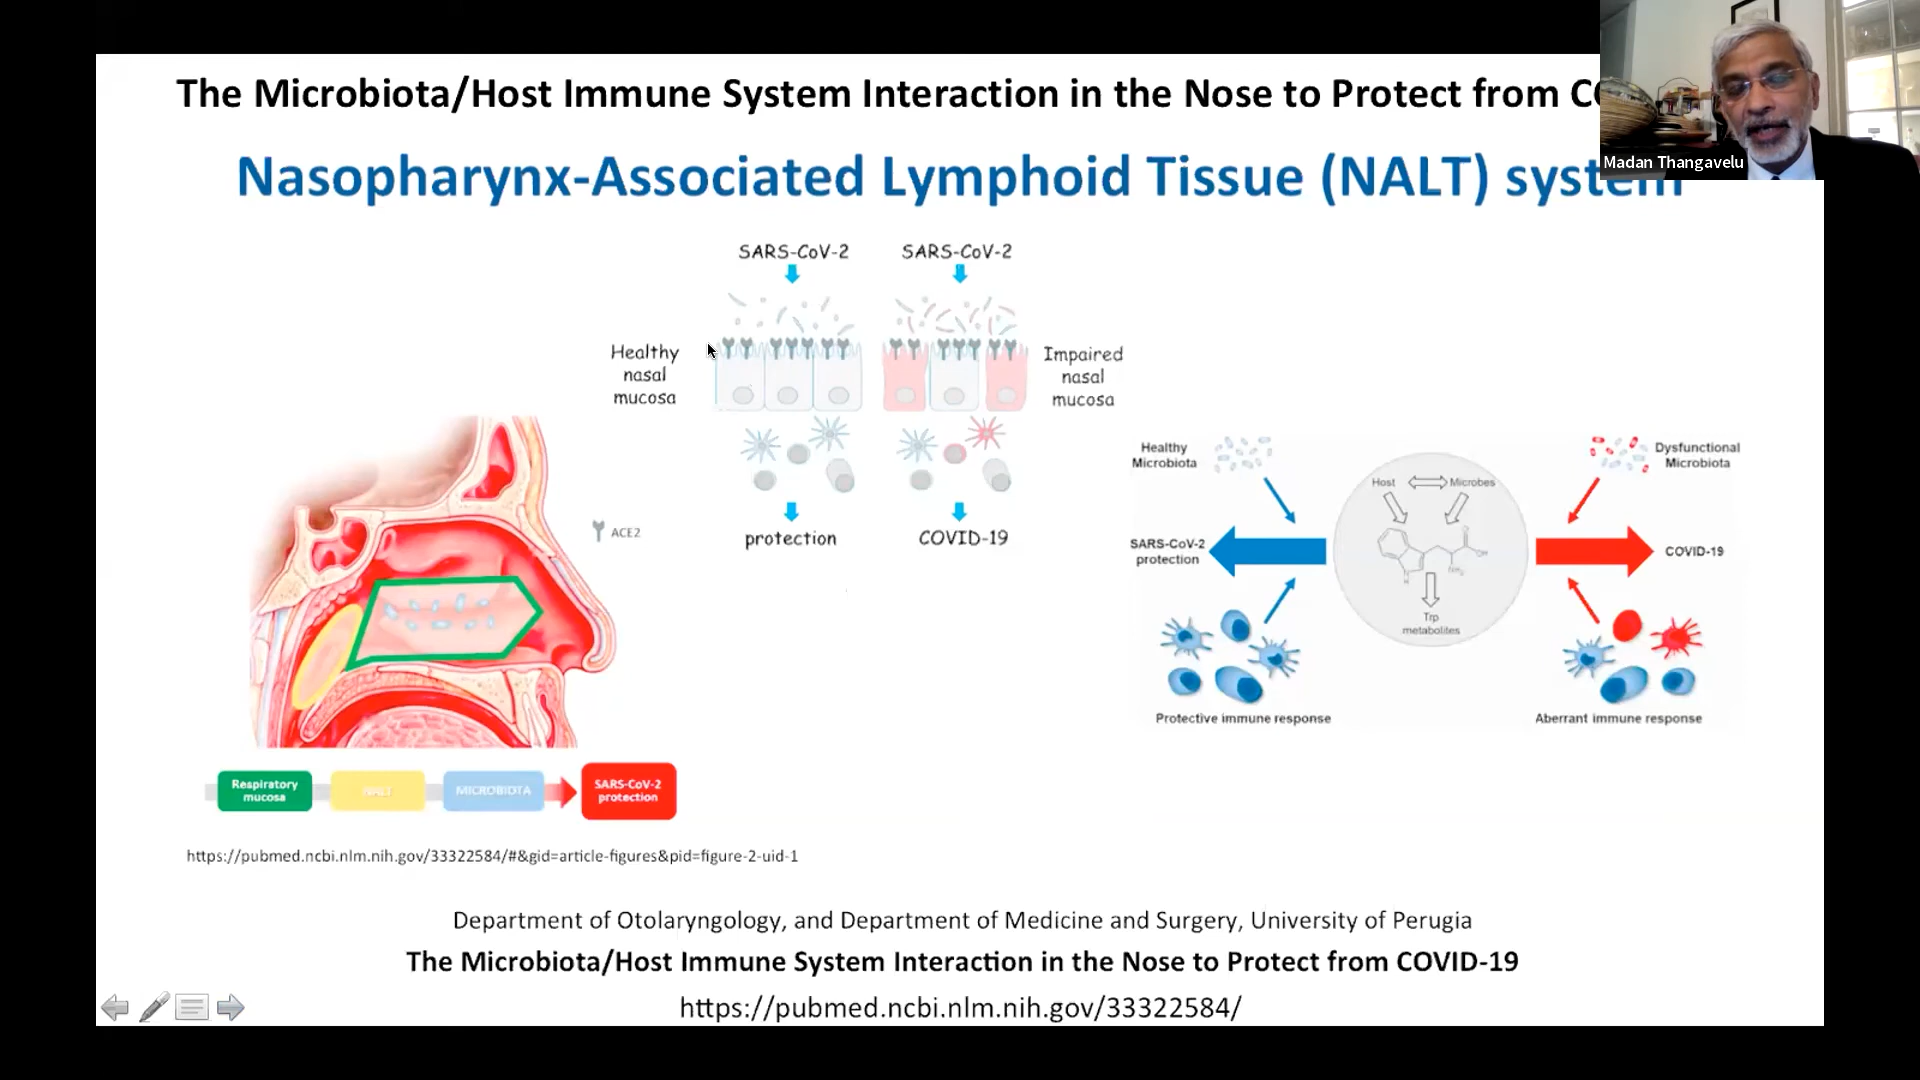 The Microbiota/Host Immune System Interaction in the Nose to Protect from
Madan Thangavelu
Nasopharynx-Associated Lymphoid Tissue (NALT) system
SARS-CoV-2
SARS-CoV-2
Healthy
nasal
mucosa
Impaired
nasal
mucosa
ACE2
protection
COVID-19
Healthy
Microbiota
Dysfunctional
Microbiota
Host
Microbes
SARS-CoV-2
protection
OH
NH2
N
H
O
COVID-19
Trp
metabolites
Protective immune response
Aberrant immune response
Respiratory
mucosa
NALT
MICROBIOTA
SARS-CoV-2
protection
https://pubmed.ncbi.nlm.nih.gov/33322584/#&gid=article-figures&pid=figure-2-uid-1
Department of Otolaryngology, and Department of Medicine and Surgery, University of Perugia
The Microbiota/Host Immune System Interaction in the Nose to Protect from COVID-19
https://pubmed.ncbi.nlm.nih.gov/33322584/